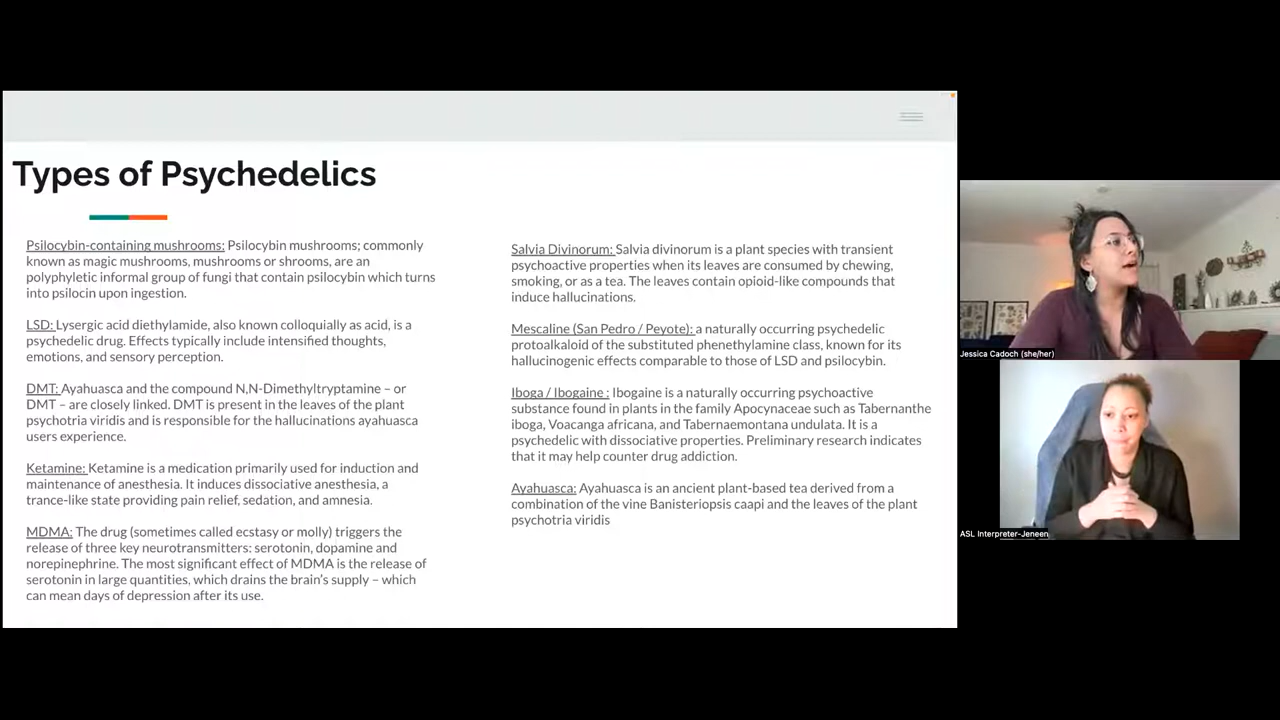 Types of Psychedelics
Psilocybin-containing mushrooms: Psilocybin mushrooms; commonly
known as magic mushrooms, mushrooms or shrooms, are an
polyphyletic informal group of fungi that contain psilocybin which turns
into psilocin upon ingestion.
LSD: Lysergic acid diethylamide, also known colloquially as acid, is a
psychedelic drug. Effects typically include intensified thoughts,
emotions, and sensory perception.
DMT: Ayahuasca and the compound N,N-Dimethyltryptamine – or
DMT – are closely linked. DMT is present in the leaves of the plant
psychotria viridis and is responsible for the hallucinations ayahuasca
users experience.
Ketamine: Ketamine is a medication primarily used for induction and
maintenance of anesthesia. It induces dissociative anesthesia, a
trance-like state providing pain relief, sedation, and amnesia.
MDMA: The drug (sometimes called ecstasy or molly) triggers the
release of three key neurotransmitters: serotonin, dopamine and
norepinephrine. The most significant effect of MDMA is the release of
serotonin in large quantities, which drains the brain's supply – which
can mean days of depression after its use.
Salvia Divinorum: Salvia divinorum is a plant species with transient
psychoactive properties when its leaves are consumed by chewing,
smoking, or as a tea. The leaves contain opioid-like compounds that
induce hallucinations.
Mescaline (San Pedro / Peyote): a naturally occurring psychedelic
protoalkaloid of the substituted phenethylamine class, known for its
hallucinogenic effects comparable to those of LSD and psilocybin.
Iboga / Ibogaine : Ibogaine is a naturally occurring psychoactive
substance found in plants in the family Apocynaceae such as Tabernanthe
iboga, Voacanga africana, and Tabernaemontana undulata. It is a
psychedelic with dissociative properties. Preliminary research indicates
that it may help counter drug addiction.
Ayahuasca: Ayahuasca is an ancient plant-based tea derived from a
combination of the vine Banisteriopsis caapi and the leaves of the plant
psychotria viridis
Jessica Cadoch (she/her)
ASL Interpreter-Jeneen